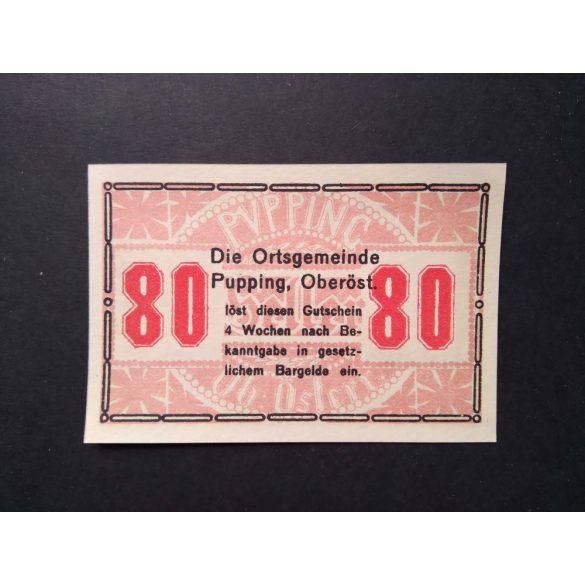 PUPPING
Die Ortsgemeinde
Pupping, Oberöst.
80 80
löst diesen Gutschein
4 Wochen nach Be-
kanntgabe in gesetz-
lichem Bargelde ein.